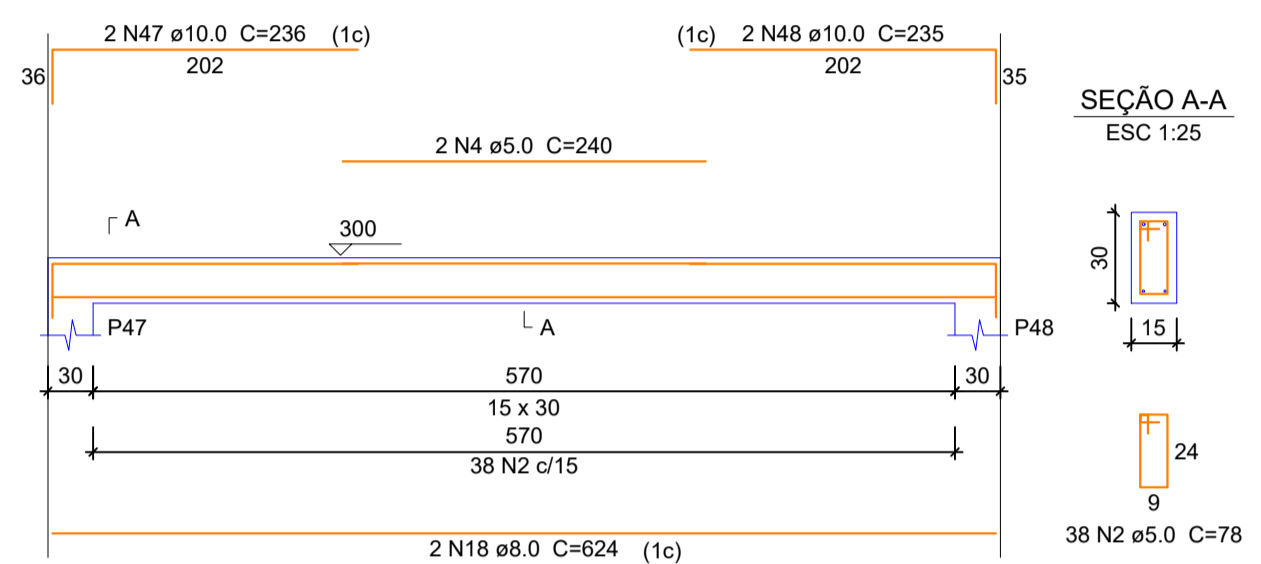 2 N47 ø10.0 C=236 (1c)
(1c) 2 N48 ø10.0 C=235
36
202
202
35
SEÇÃO A-A
ESC 1:25
2 N4 ø5.0 C=240
A
300
30
P47
A
P48
15
30
570
30
15 x 30
570
38 N2 c/15
24
9
2 N18 ø8.0 C=624 (1c)
38 N2 ø5.0 C=78